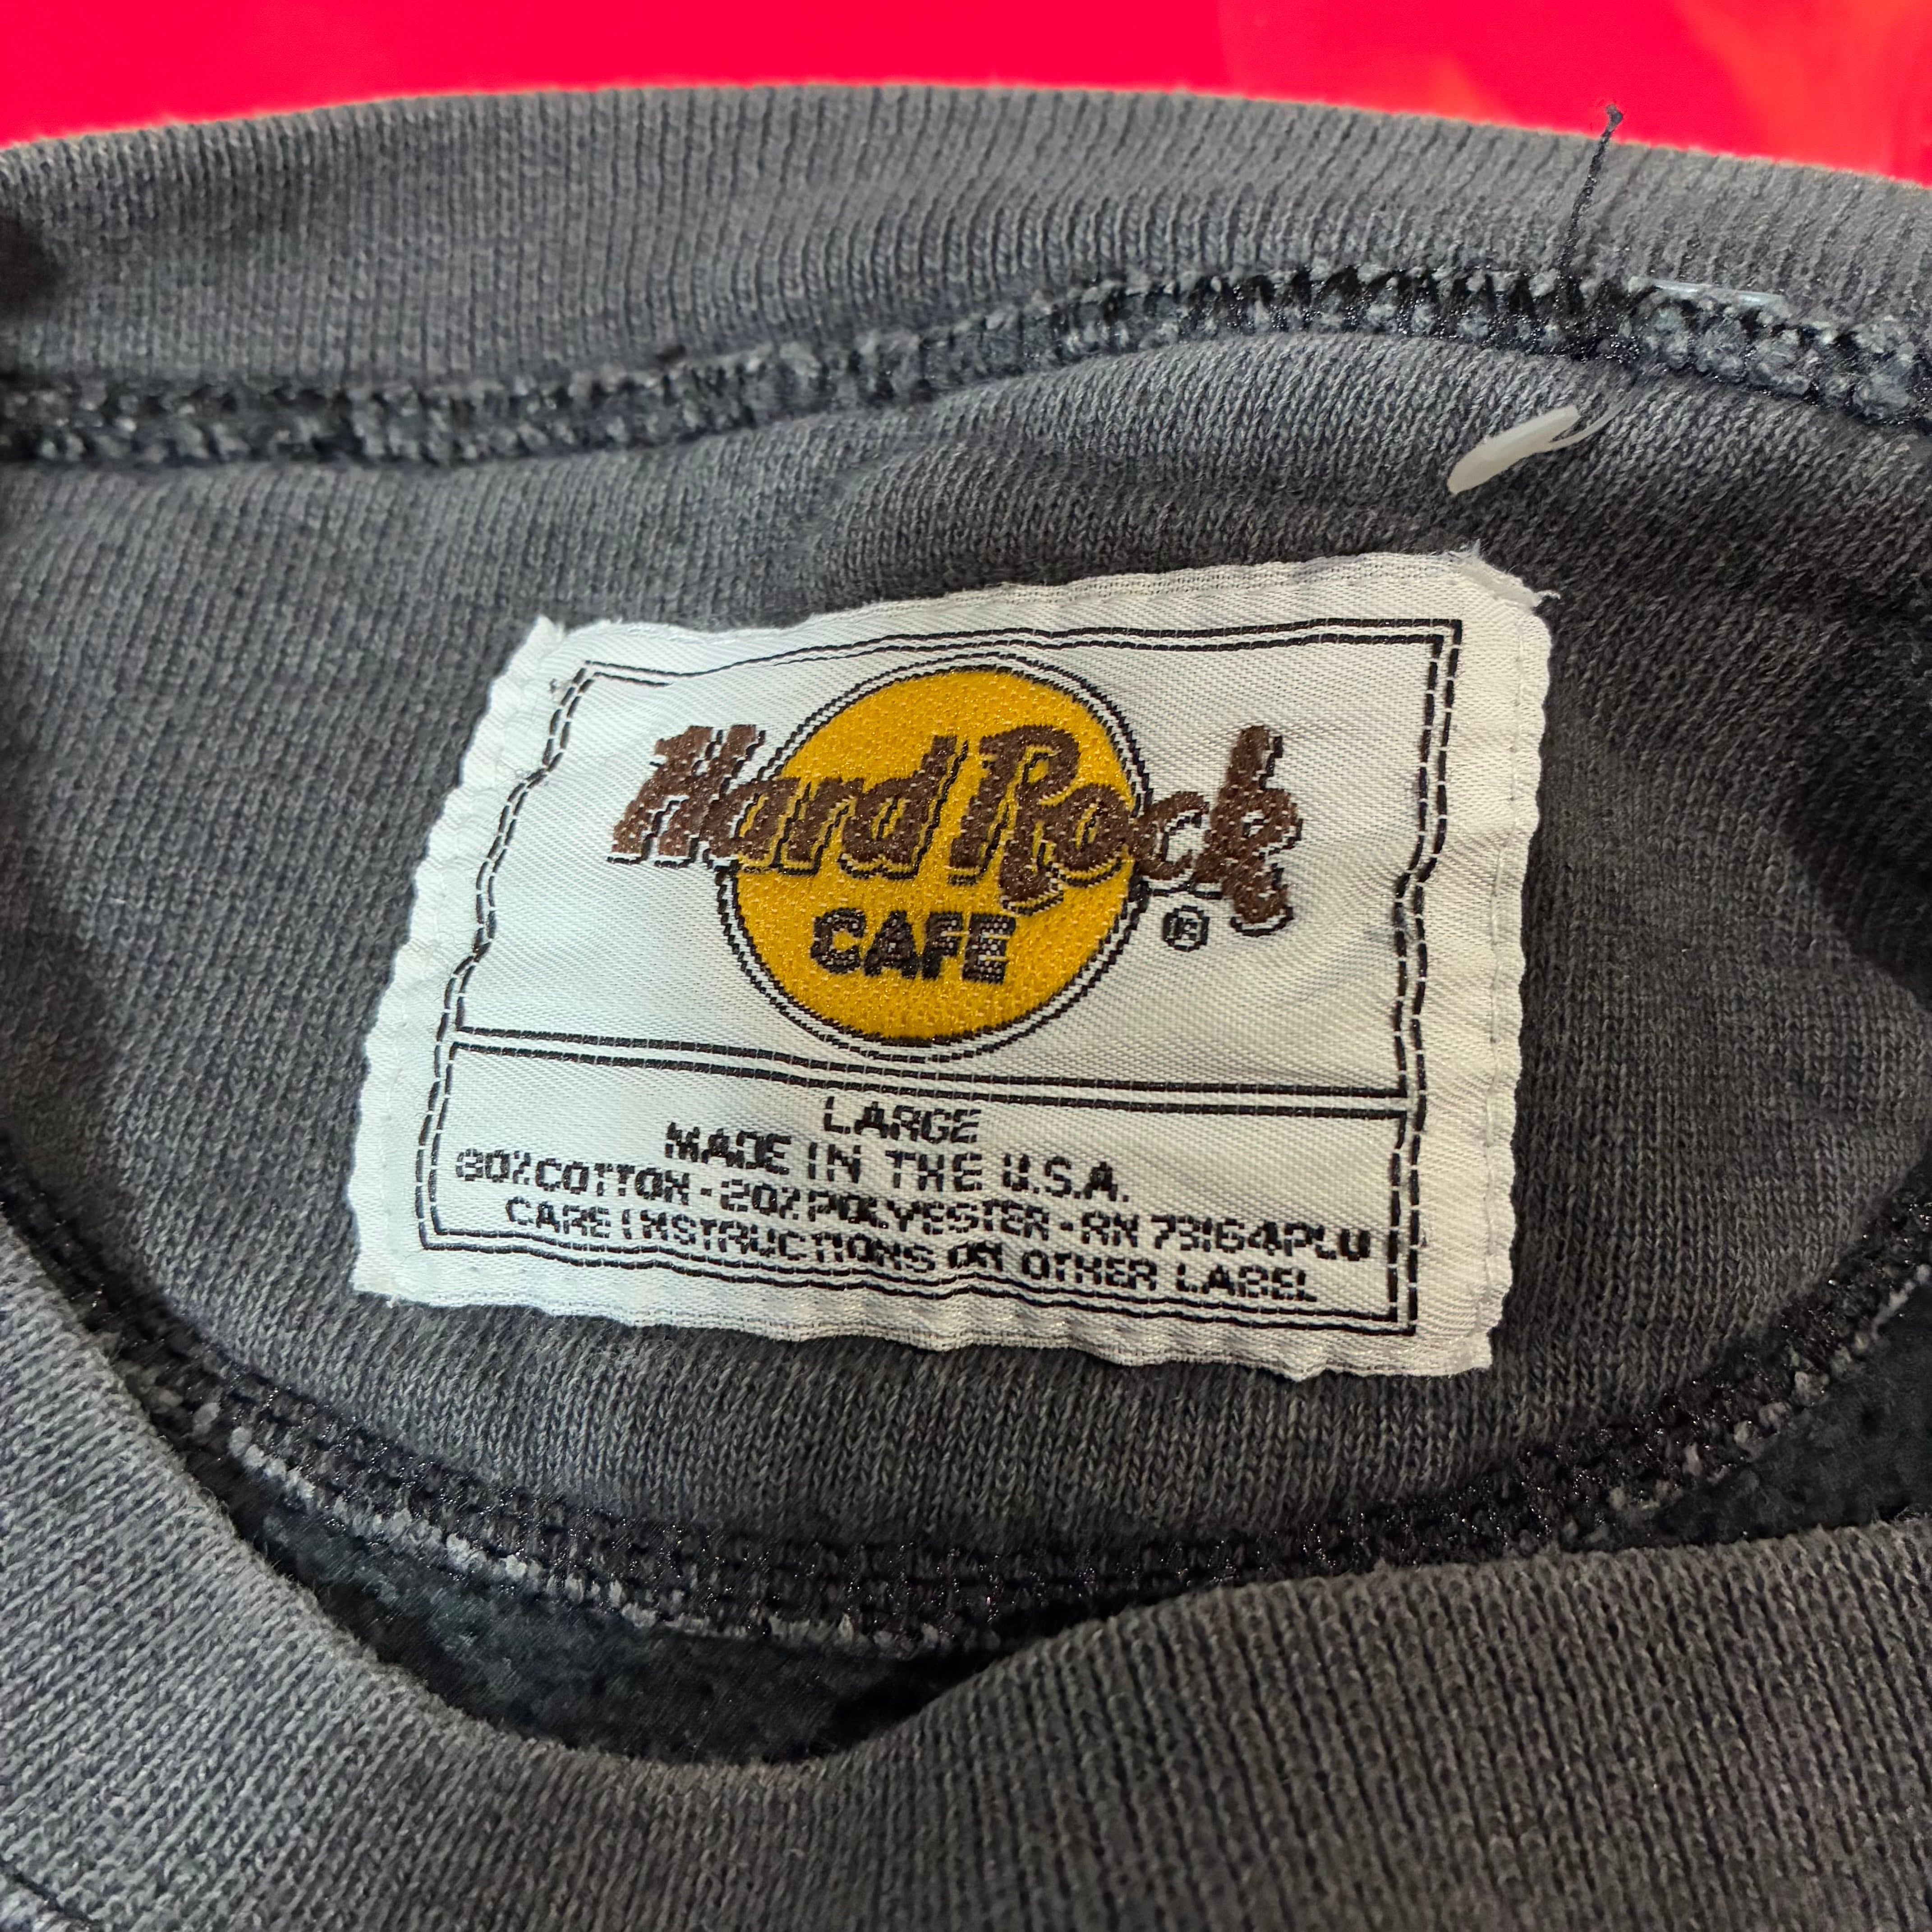 Hard Rock
CAFE ®
LARGE
MADE IN THE U.S.A.
80% COTTON - 20% POLYESTER - RN 73164PLU
CARE INSTRUCTIONS ON OTHER LABEL